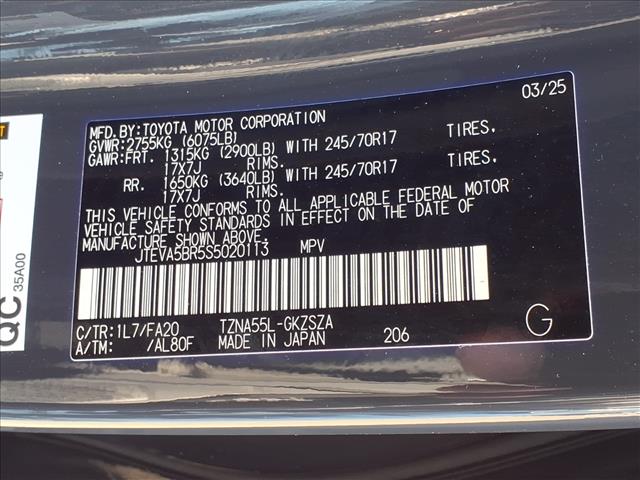 03/25
MFD.BY:TOYOTA MOTOR CORPORATION
GVWR:2755KG (6075LB)
GAWR:FRT. 1315KG (2900LB) WITH 245/70R17 TIRES,
17X7J RIMS.
RR. 1650KG (3640LB) WITH 245/70R17 TIRES,
17X7J RIMS.
THIS VEHICLE CONFORMS TO ALL APPLICABLE FEDERAL MOTOR
VEHICLE SAFETY STANDARDS IN EFFECT ON THE DATE OF
MANUFACTURE SHOWN ABOVE.
JTEVA5BR5S5020113 MPV
C/TR:1L7/FA20 TZNA55L-GKZSZA
A/TM: /AL80F MADE IN JAPAN 206 G
QC
35A00